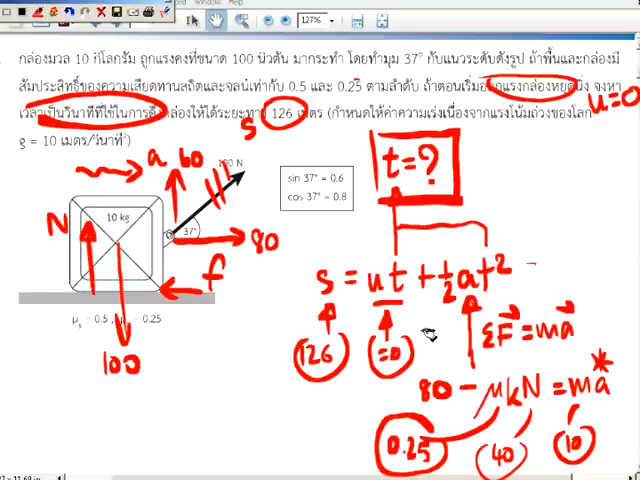 127%
กล่องมวล 10 กิโลกรัม ถูกแรงคงที่ขนาด 100 นิวตัน มากระทำ โดยทำมุม 37° กับแนวระดับดังรูป ถ้าพื้นและกล่องมี
สัมประสิทธิ์ของความเสียดทานสถิตและจลน์เท่ากับ 0.5 และ 0.25 ตามลำดับ ถ้าตอนเริ่มออกแรงกล่องหยุดนิ่ง จงหา
u=0
เวลาเป็นวินาทีที่ใช้ในการดึงกล่องให้ได้ระยะทาง 126 เมตร (กำหนดให้ค่าความเร่งเนื่องจากแรงโน้มถ่วงของโลก
s
g = 10 เมตร/วินาที²)
a 60 100 N
t=?
sin 37° = 0.6
cos 37° = 0.8
N 10 kg 37° 80
f
s = ut + ½at²
μs = 0.5, = 0.25
ΣF = ma
126 =0
100
80 - μkN = ma *
0.25 40 10